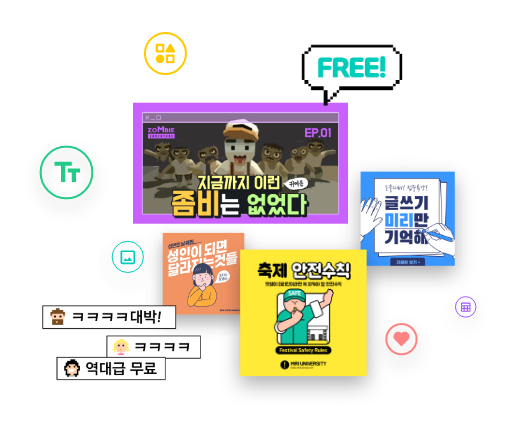 FREE!
ZOMBIE
EP.01
지금까지 이런
좀비는 없었다
TT
글쓰기
미리만
기억해
성인이 되면
달라지는것들
축제 안전수칙
SAFE
Festival Safety Rules
MIRI UNIVERSITY
ㅋㅋㅋㅋ대박!
ㅋㅋㅋㅋ
역대급 무료